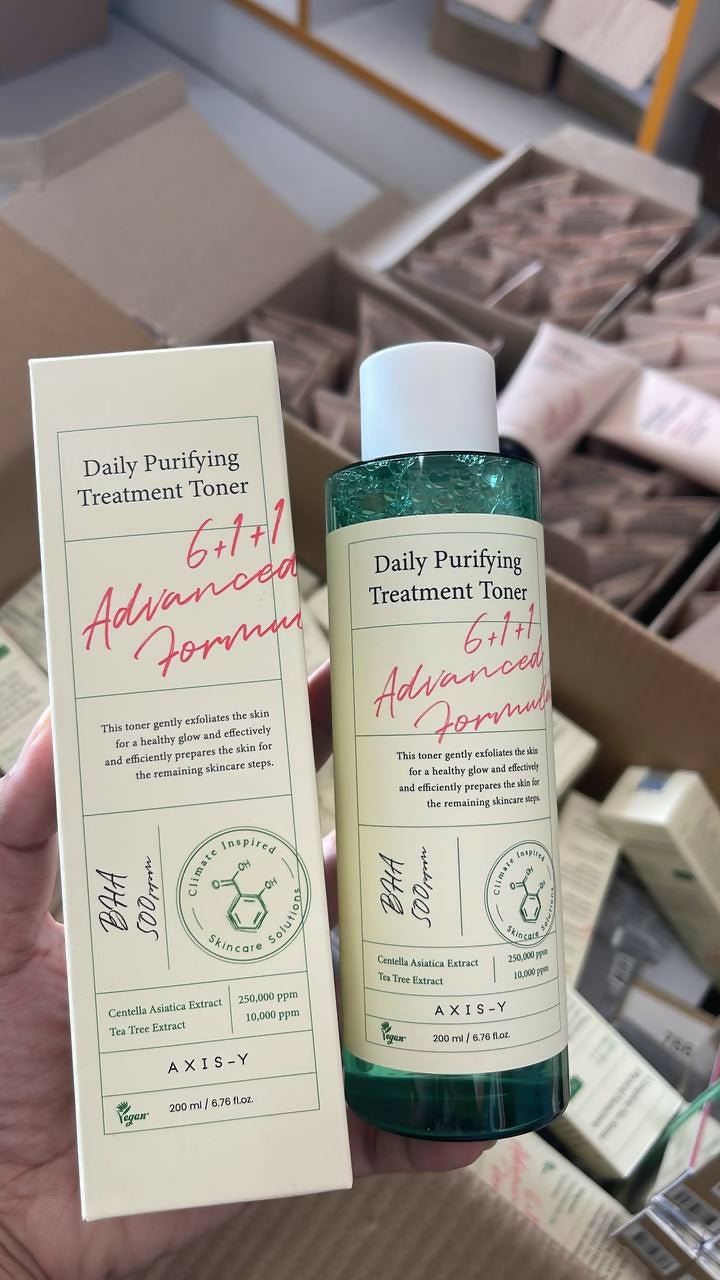 Daily Purifying
Treatment Toner
6+1+1
Advanced
Formu
This toner gently exfoliates the skin
for a healthy glow and effectively
and efficiently prepares the skin for
the remaining skincare steps.
BHA
500ppm
Climate Inspired
Skincare Solutions
OH
O
OH
Centella Asiatica Extract 250,000 ppm
Tea Tree Extract 10,000 ppm
AXIS-Y
Vegan
200 ml / 6.76 fl.oz.
Daily Purifying
Treatment Toner
6+1+1
Advanced
Formula
This toner gently exfoliates the skin
for a healthy glow and effectively
and efficiently prepares the skin for
the remaining skincare steps.
BHA
500ppm
Climate Inspired
Skincare Solutions
OH
O
OH
Centella Asiatica Extract 250,000 ppm
Tea Tree Extract 10,000 ppm
AXIS-Y
Vegan
200 ml / 6.76 fl.oz.